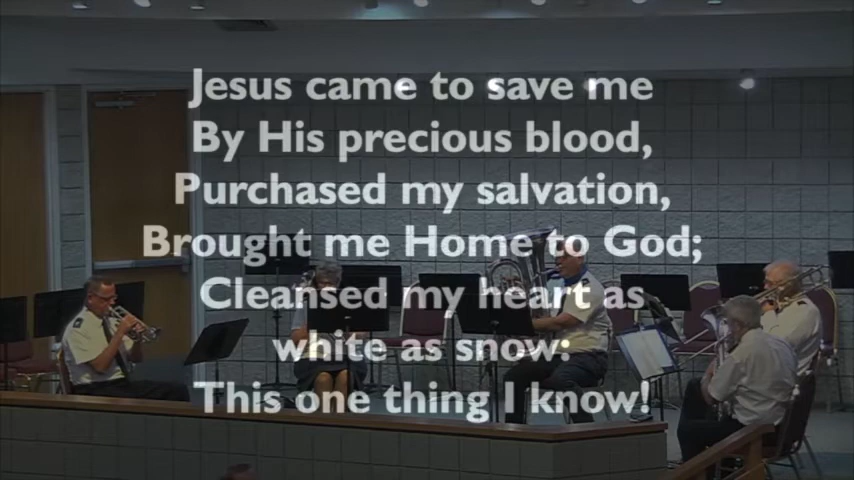 Jesus came to save me
By His precious blood,
Purchased my salvation,
Brought me Home to God;
Cleansed my heart as
white as snow:
This one thing I know!